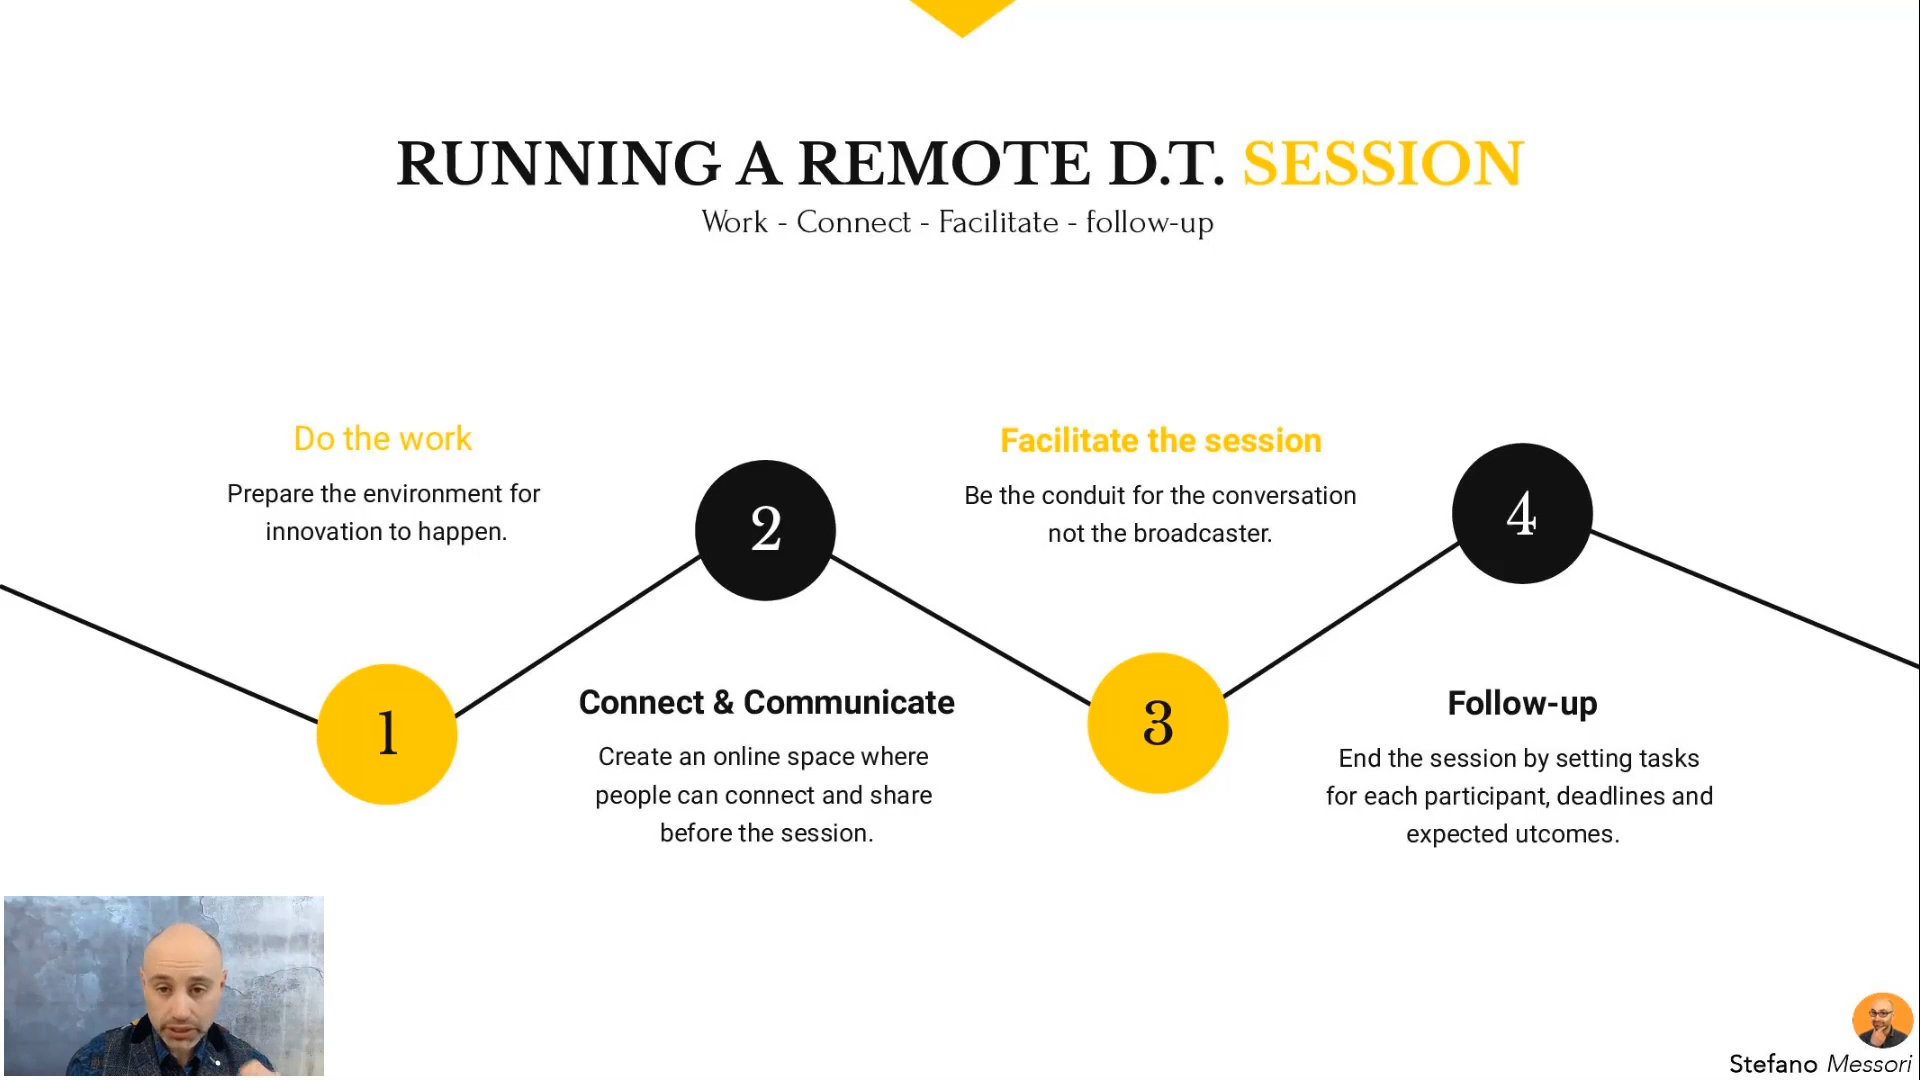 RUNNING A REMOTE D.T. SESSION
Work - Connect - Facilitate - follow-up
Do the work
Prepare the environment for
innovation to happen.
1
2
Connect & Communicate
Create an online space where
people can connect and share
before the session.
Facilitate the session
Be the conduit for the conversation
not the broadcaster.
3
4
Follow-up
End the session by setting tasks
for each participant, deadlines and
expected utcomes.
Stefano Messori